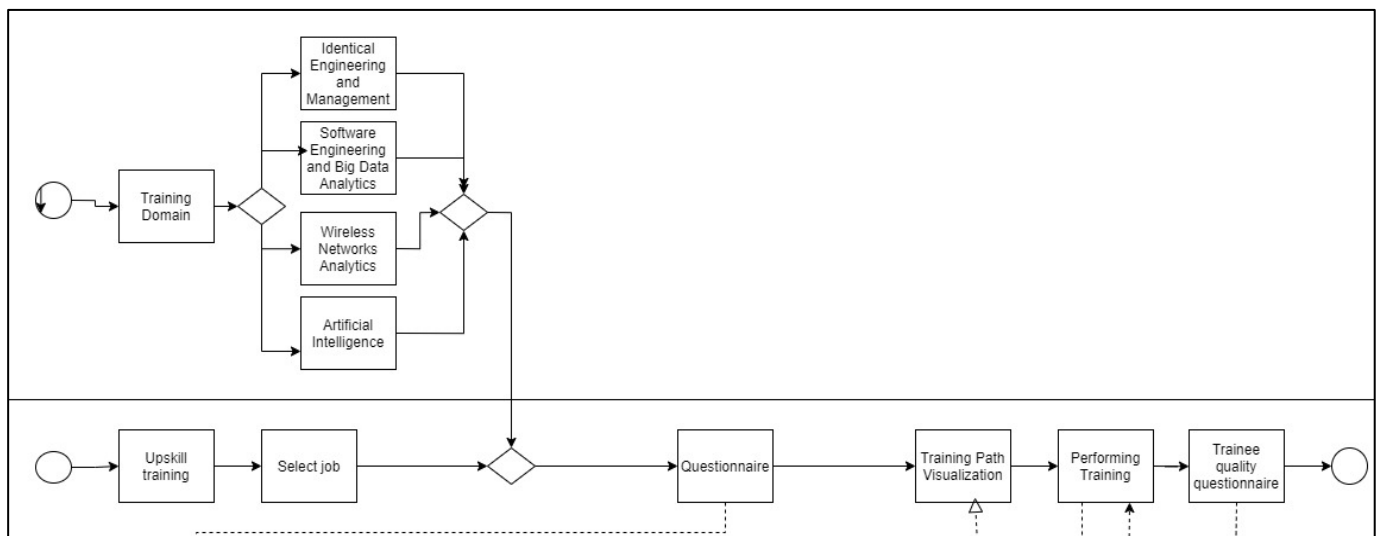 Identical
Engineering
and
Management
Software
Engineering
and Big Data
Analytics
Training
Domain
Wireless
Networks
Analytics
Artificial
Intelligence
Upskill
training
Select job
Questionnaire
Training Path
Visualization
Performing
Training
Trainee
quality
questionnaire